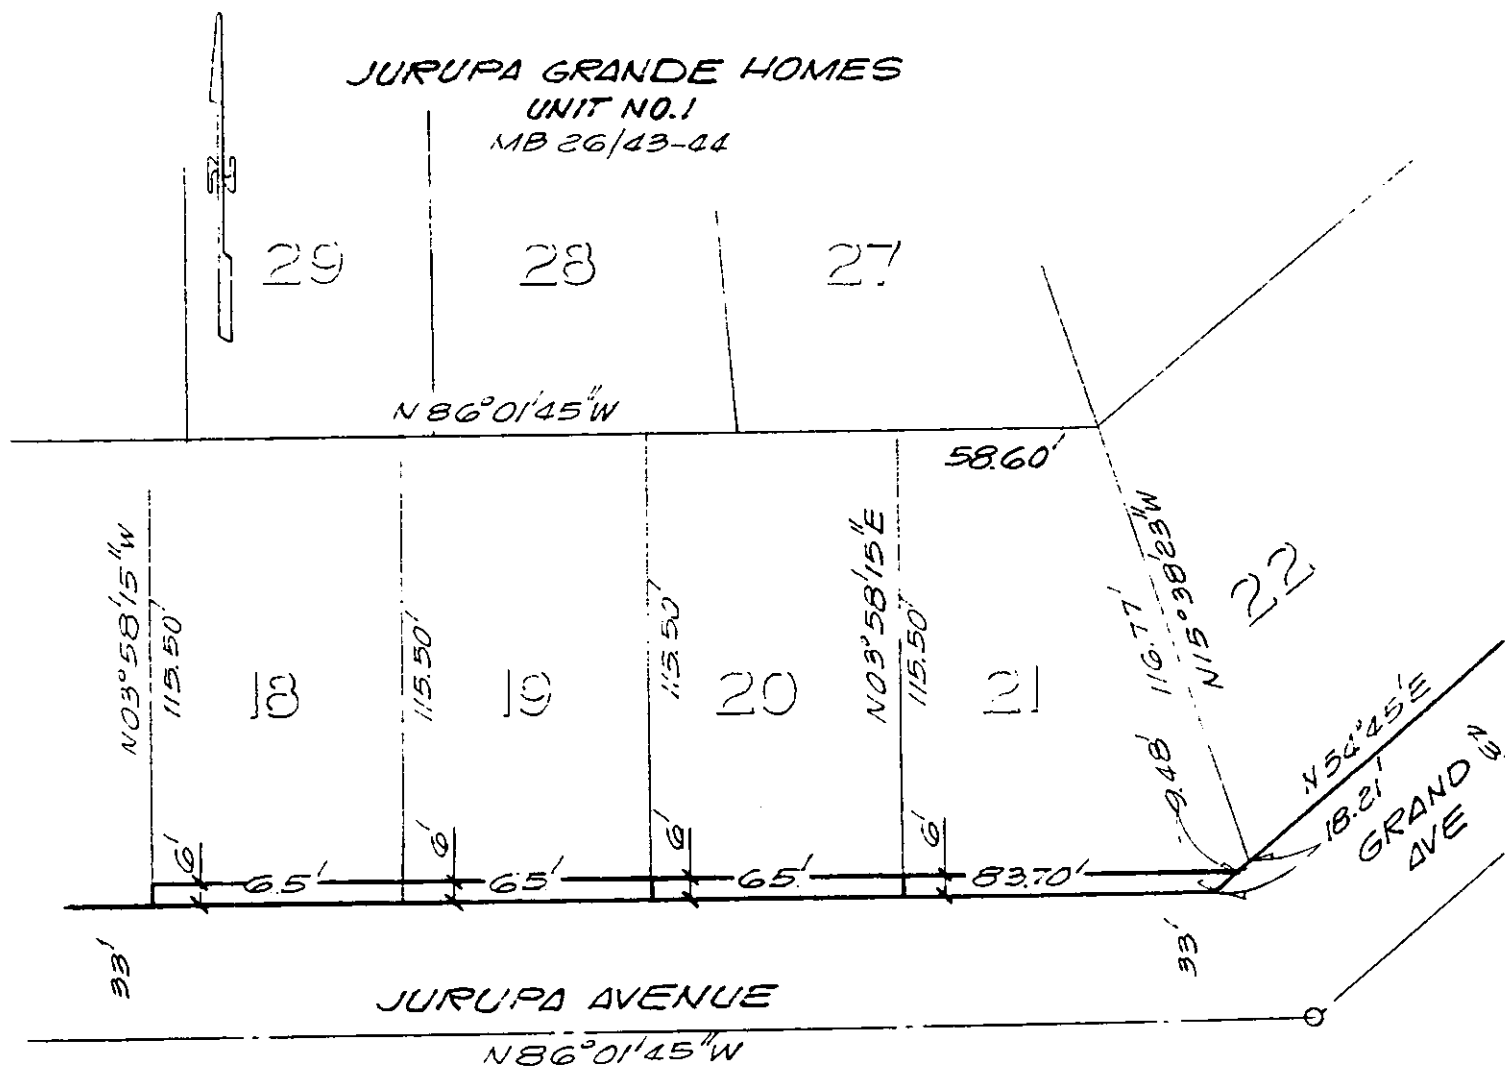 JURUPA GRANDE HOMES
UNIT NO.1
MB 26/43-44
N
29
28
27
N86°01'45"W
58.60'
N03°58'15"W
115.50'
18
115.50'
19
115.50'
20
N03°58'15"E
115.50'
21
116.77'
N15°38'23"W
22
9.48'
N54°45'E
18.21'
GRAND
AVE
6'
65'
6'
65'
6'
65'
6'
83.70'
33'
33'
JURUPA AVENUE
N86°01'45"W